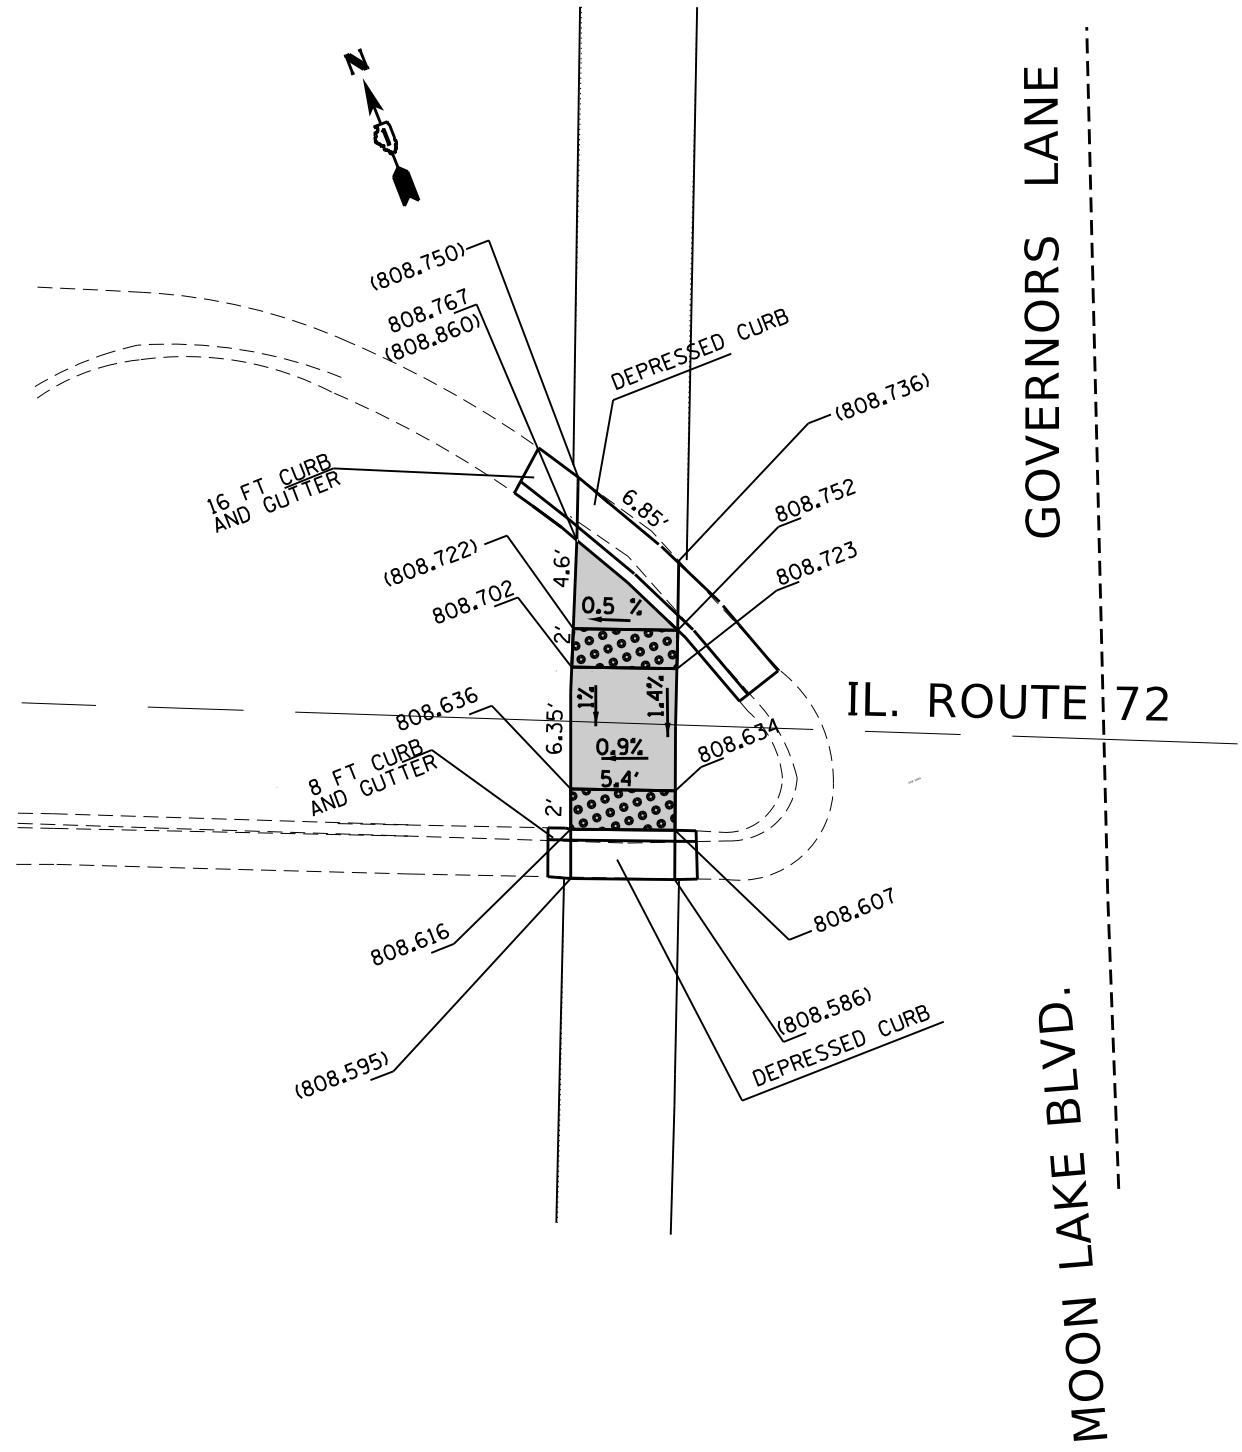 N
(808.750)
808.767
(808.860)
DEPRESSED CURB
(808.736)
GOVERNORS LANE
16 FT CURB
AND GUTTER
6.85'
808.752
(808.722)
4.6'
808.723
808.702
0.5 %
2'
1%
1.4%
IL. ROUTE 72
808.636
6.35'
808.634
0.9%
8 FT CURB
AND GUTTER
5.4'
2'
808.616
808.607
(808.586)
(808.595)
DEPRESSED CURB
MOON LAKE BLVD.